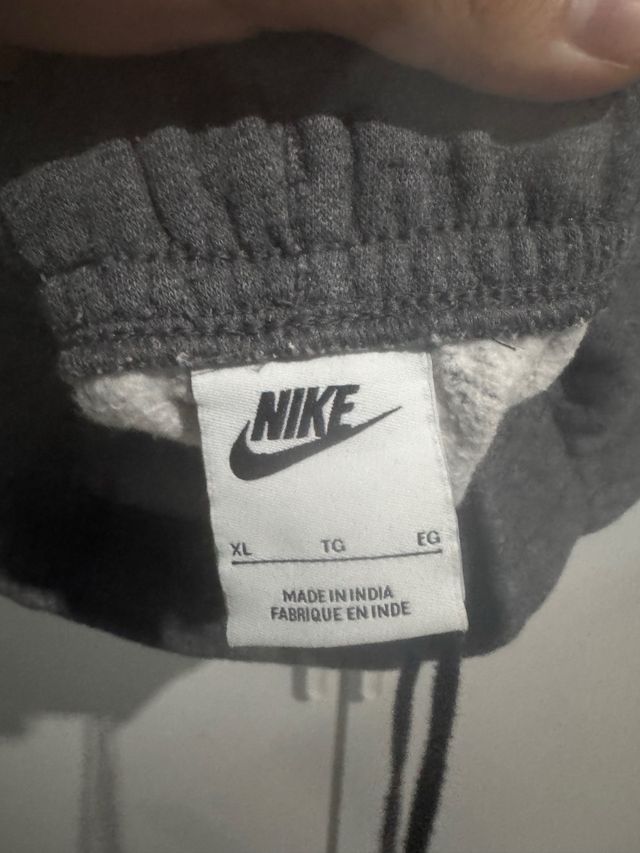 NIKE
XL TG EG
MADE IN INDIA
FABRIQUE EN INDE